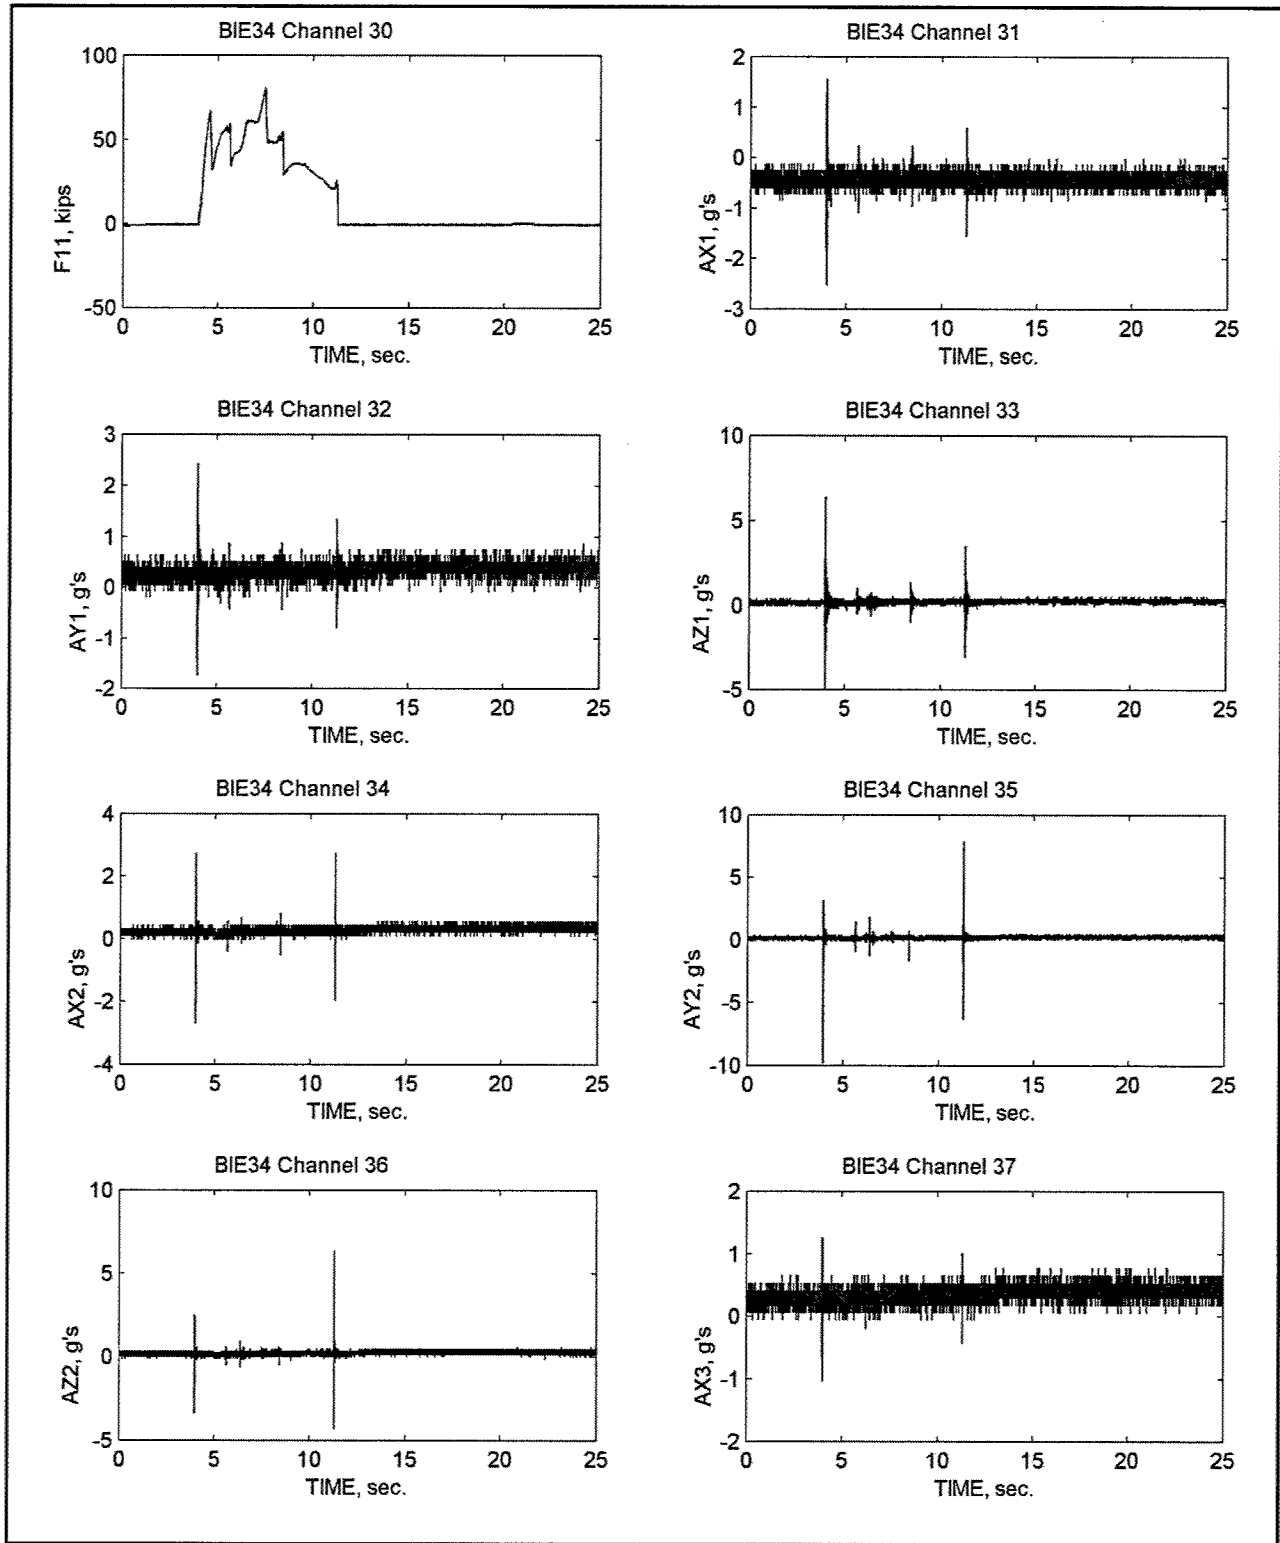 BIE34 Channel 30
100
50
0
-50
F11, kips
0 5 10 15 20 25
TIME, sec.
BIE34 Channel 31
2
1
0
-1
-2
-3
AX1, g's
0 5 10 15 20 25
TIME, sec.
BIE34 Channel 32
3
2
1
0
-1
-2
AY1, g's
0 5 10 15 20 25
TIME, sec.
BIE34 Channel 33
10
5
0
-5
AZ1, g's
0 5 10 15 20 25
TIME, sec.
BIE34 Channel 34
4
2
0
-2
-4
AX2, g's
0 5 10 15 20 25
TIME, sec.
BIE34 Channel 35
10
5
0
-5
-10
AY2, g's
0 5 10 15 20 25
TIME, sec.
BIE34 Channel 36
10
5
0
-5
AZ2, g's
0 5 10 15 20 25
TIME, sec.
BIE34 Channel 37
2
1
0
-1
-2
AX3, g's
0 5 10 15 20 25
TIME, sec.